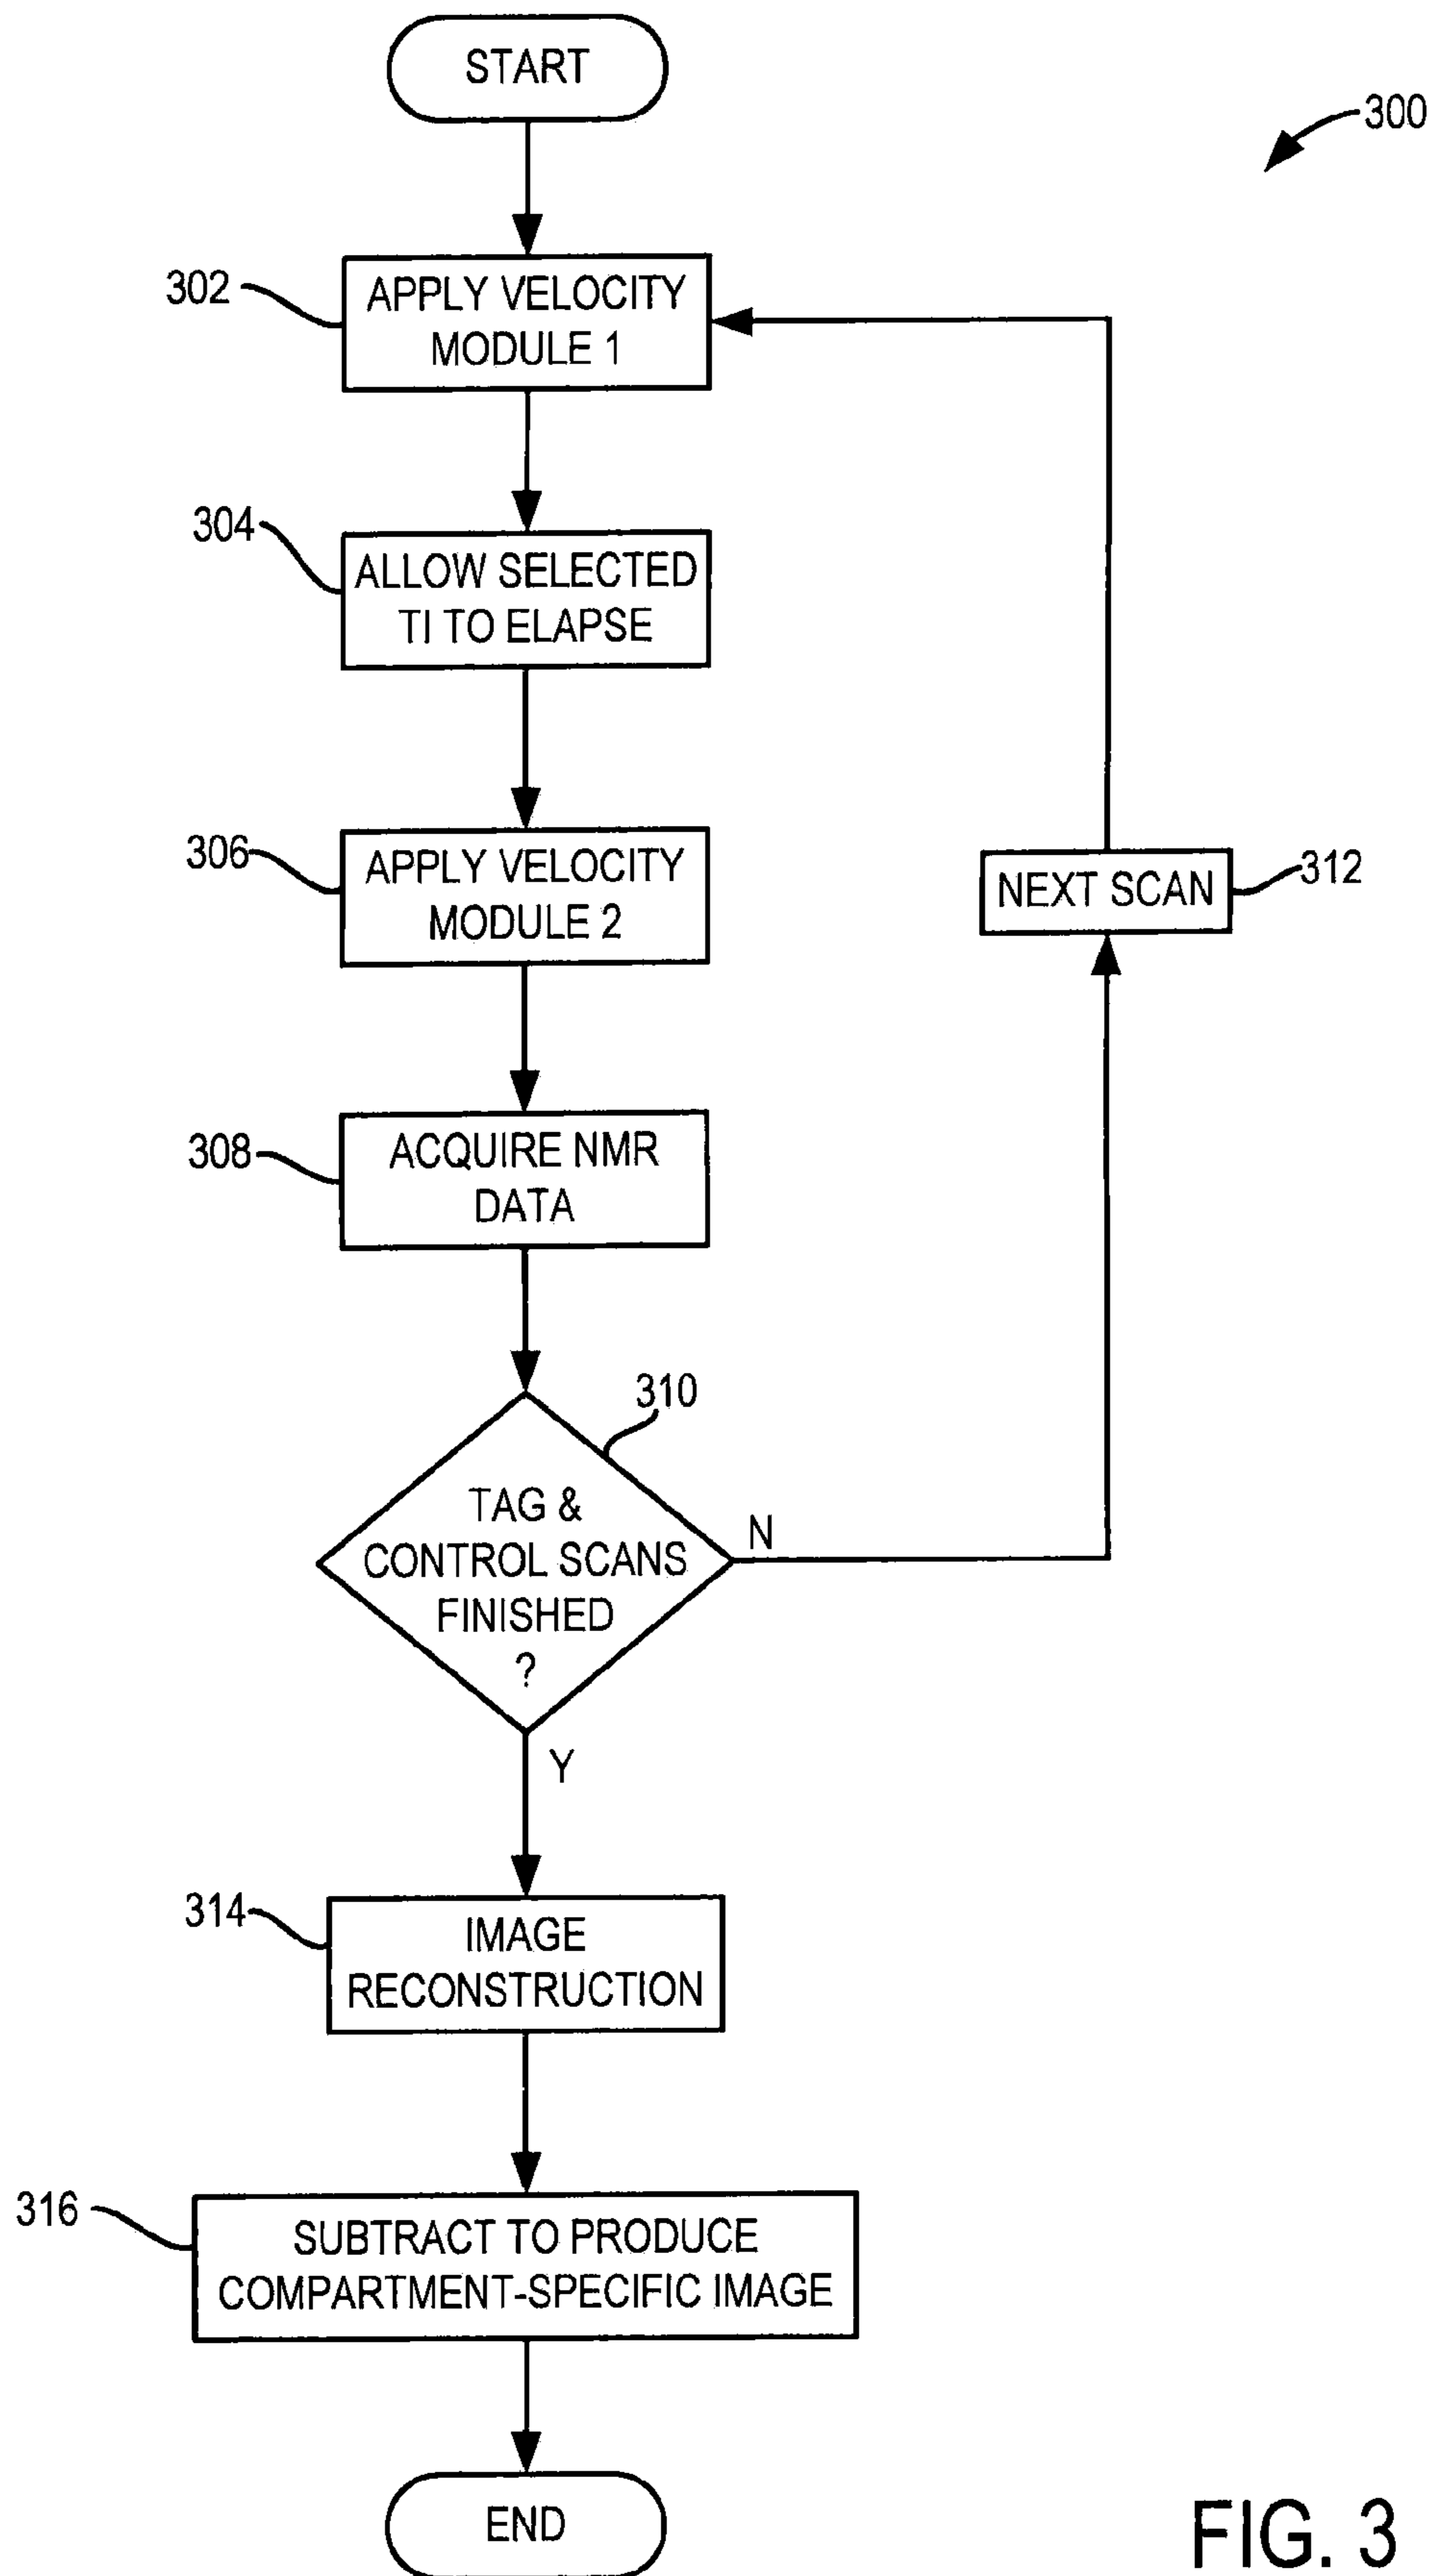 START
300
302
APPLY VELOCITY
MODULE 1
304
ALLOW SELECTED
TI TO ELAPSE
306
APPLY VELOCITY
MODULE 2
NEXT SCAN
312
308
ACQUIRE NMR
DATA
310
TAG &
CONTROL SCANS
FINISHED
?
N
Y
314
IMAGE
RECONSTRUCTION
316
SUBTRACT TO PRODUCE
COMPARTMENT-SPECIFIC IMAGE
END
FIG. 3